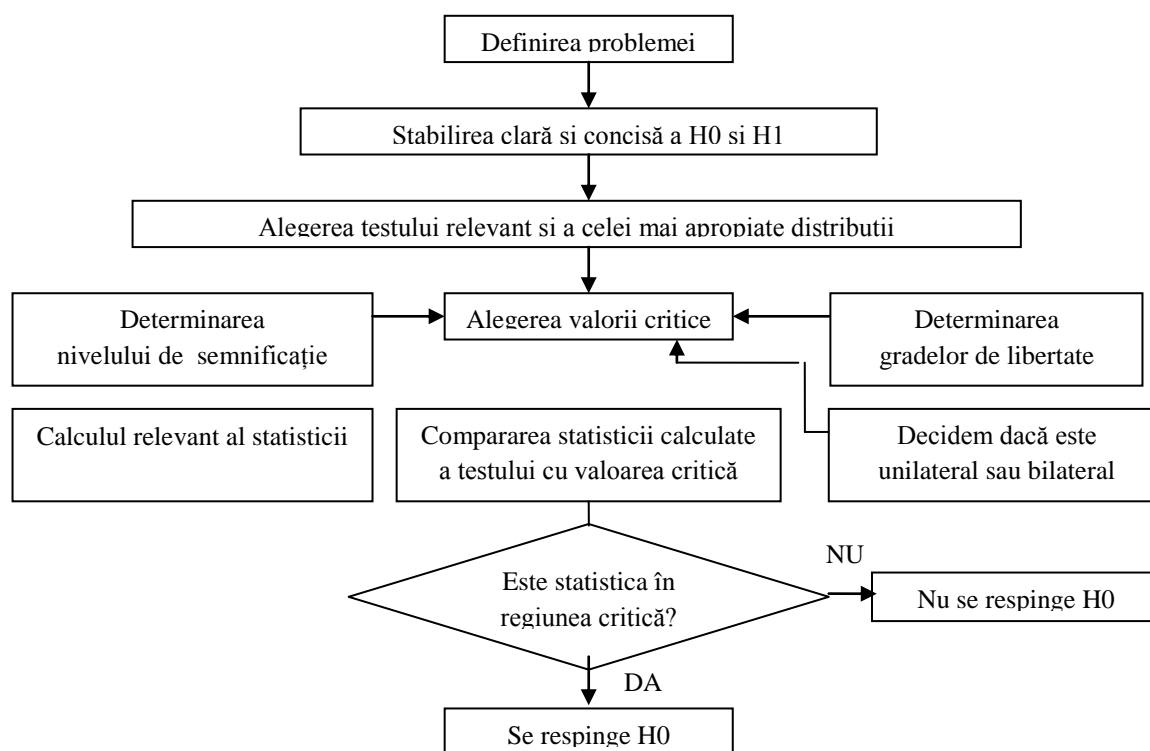 Definirea problemei
Stabilirea clară si concisă a H0 si H1
Alegerea testului relevant si a celei mai apropiate distributii
Determinarea
nivelului de semnificație
Alegerea valorii critice
Determinarea
gradelor de libertate
Calculul relevant al statisticii
Compararea statisticii calculate
a testului cu valoarea critică
Decidem dacă este
unilateral sau bilateral
Este statistica în
regiunea critică?
NU
Nu se respinge H0
DA
Se respinge H0